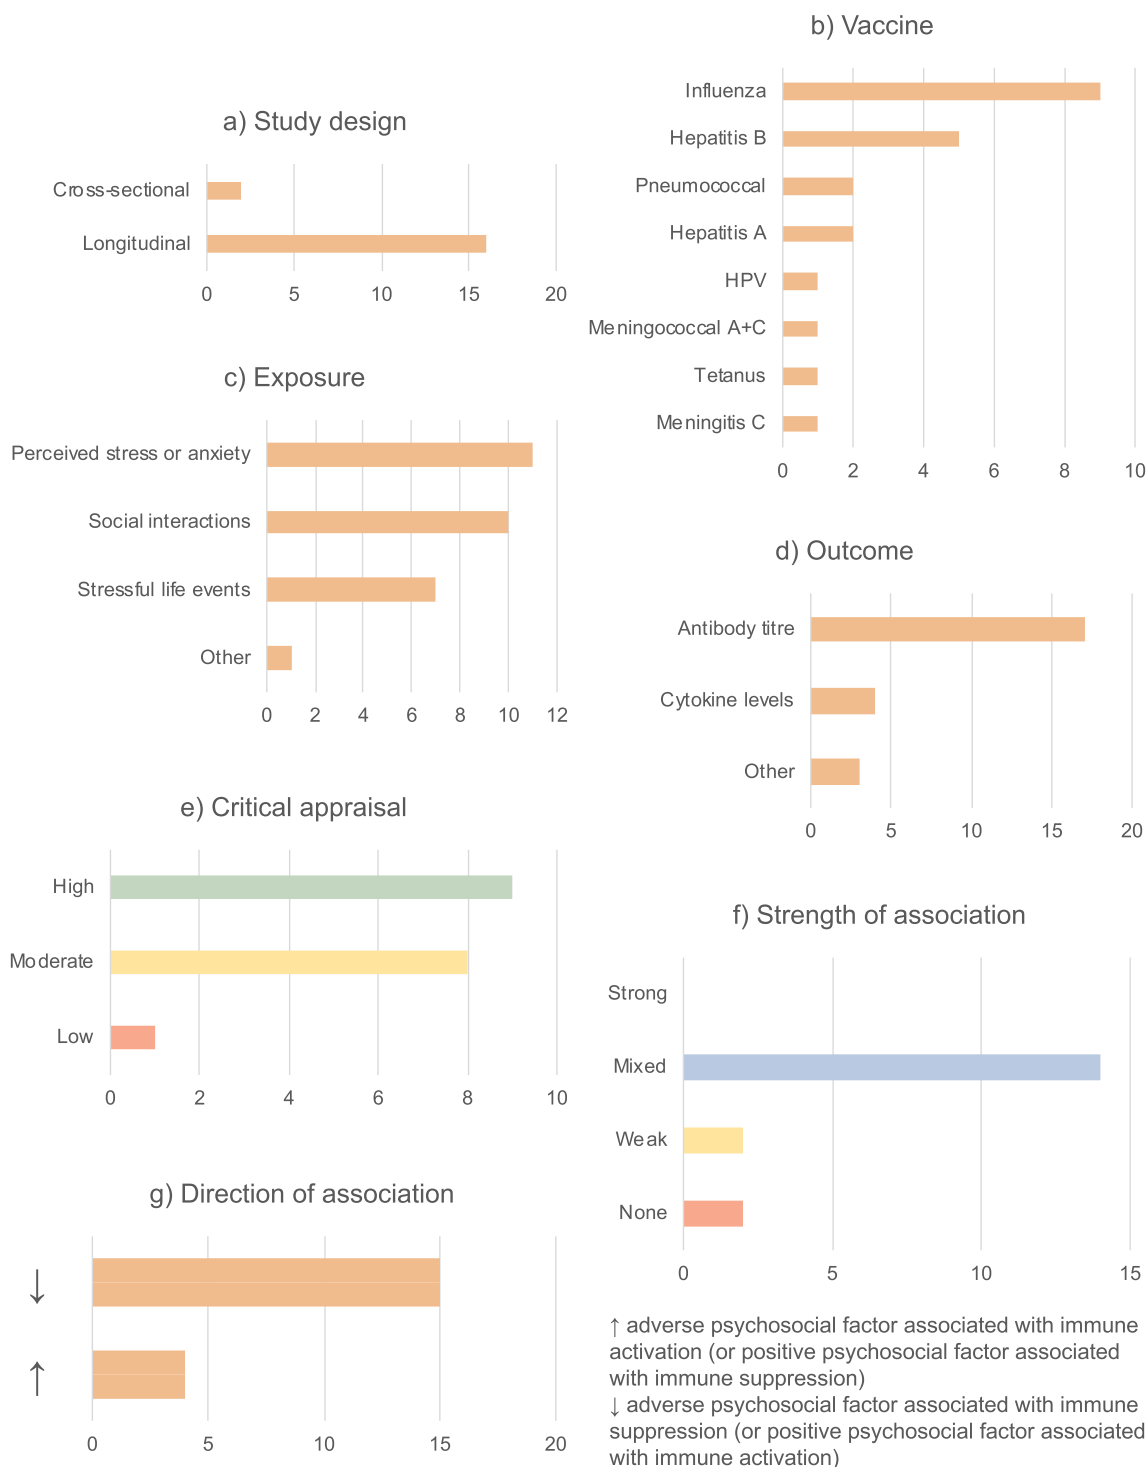 a) Study design
Cross-sectional
Longitudinal
0 5 10 15 20
b) Vaccine
Influenza
Hepatitis B
Pneumococcal
Hepatitis A
HPV
Meningococcal A+C
Tetanus
Meningitis C
0 2 4 6 8 10
c) Exposure
Perceived stress or anxiety
Social interactions
Stressful life events
Other
0 2 4 6 8 10 12
d) Outcome
Antibody titre
Cytokine levels
Other
0 5 10 15 20
e) Critical appraisal
High
Moderate
Low
0 2 4 6 8 10
f) Strength of association
Strong
Mixed
Weak
None
0 5 10 15
g) Direction of association
↓
↑
0 5 10 15 20
↑ adverse psychosocial factor associated with immune
activation (or positive psychosocial factor associated
with immune suppression)
↓ adverse psychosocial factor associated with immune
suppression (or positive psychosocial factor associated
with immune activation)